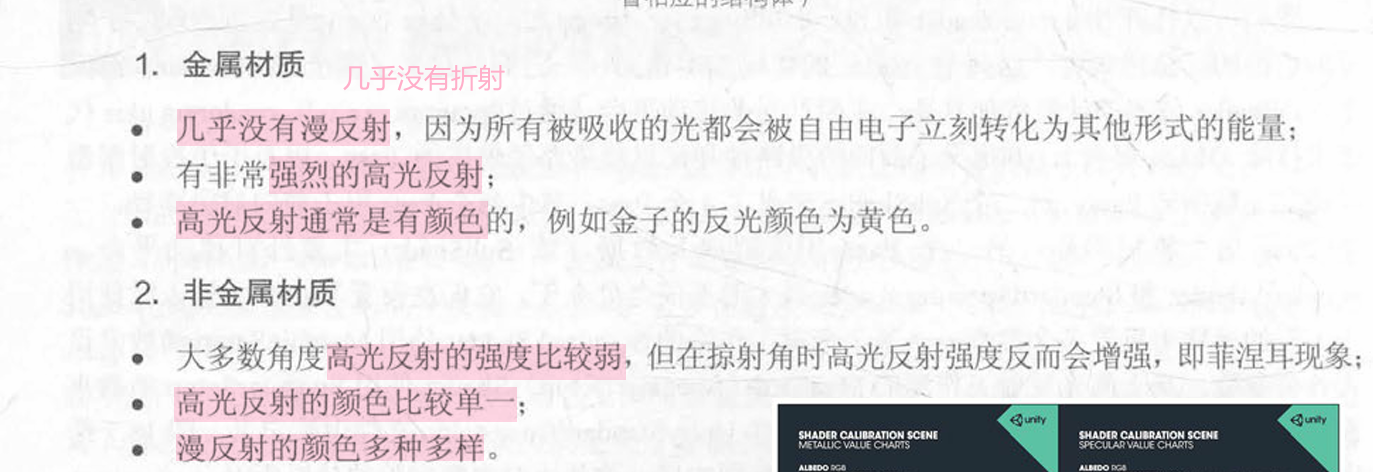 1. 金属材质
几乎没有折射
● 几乎没有漫反射，因为所有被吸收的光都会被自由电子立刻转化为其他形式的能量；
● 有非常强烈的高光反射；
● 高光反射通常是有颜色的，例如金子的反光颜色为黄色。
2. 非金属材质
● 大多数角度高光反射的强度比较弱，但在掠射角时高光反射强度反而会增强，即菲涅耳现象；
● 高光反射的颜色比较单一；
● 漫反射的颜色多种多样。
unity
unity
SHADER CALIBRATION SCENE
METALLIC VALUE CHARTS
ALBEDO RGB
SHADER CALIBRATION SCENE
SPECULAR VALUE CHARTS
ALBEDO RGB